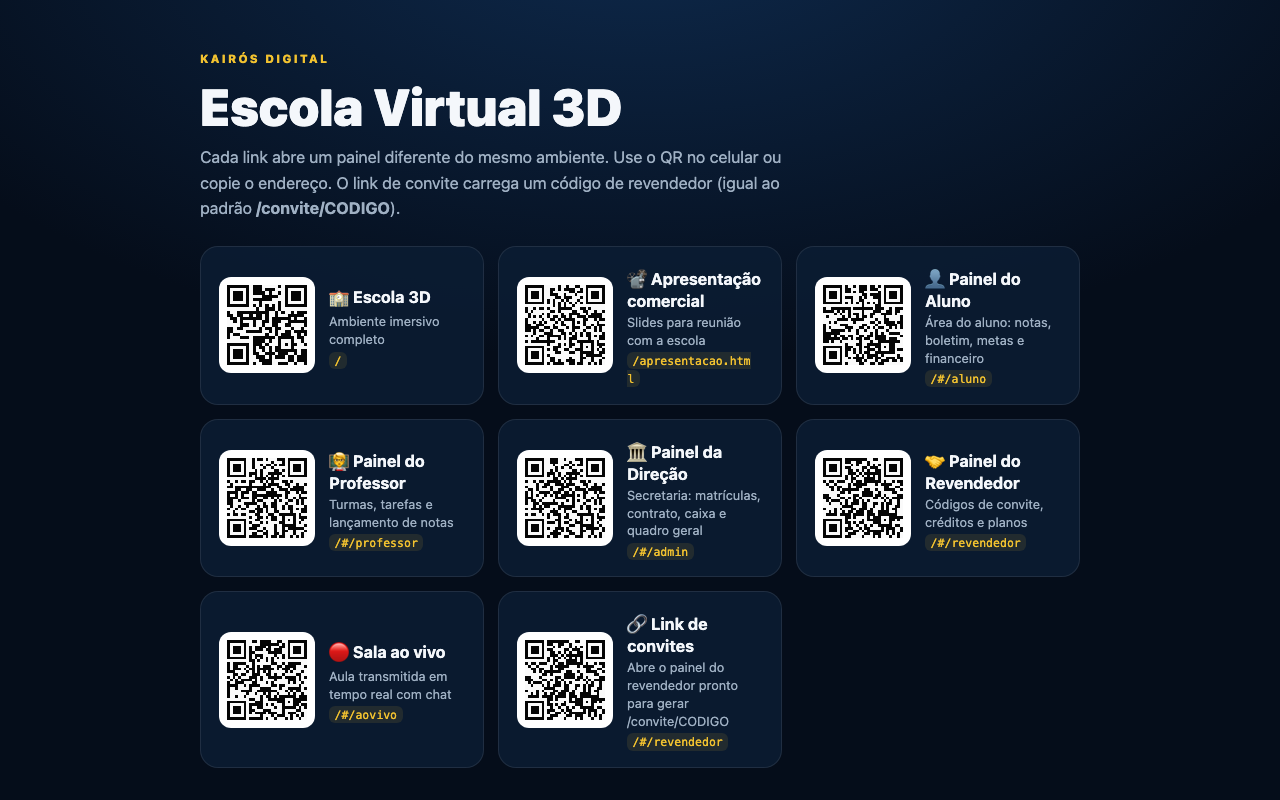 KAIRÓS DIGITAL
Escola Virtual 3D
Cada link abre um painel diferente do mesmo ambiente. Use o QR no celular ou
copie o endereço. O link de convite carrega um código de revendedor (igual ao
padrão /convite/CODIGO).
Escola 3D
Ambiente imersivo
completo
/
Apresentação
comercial
Slides para reunião
com a escola
/apresentacao.htm
l
Painel do
Aluno
Área do aluno: notas,
boletim, metas e
financeiro
/#/aluno
Painel do
Professor
Turmas, tarefas e
lançamento de notas
/#/professor
Painel da
Direção
Secretaria: matrículas,
contrato, caixa e
quadro geral
/#/admin
Painel do
Revendedor
Códigos de convite,
créditos e planos
/#/revendedor
Sala ao vivo
Aula transmitida em
tempo real com chat
/#/aovivo
Link de
convites
Abre o painel do
revendedor pronto
para gerar
/convite/CODIGO
/#/revendedor